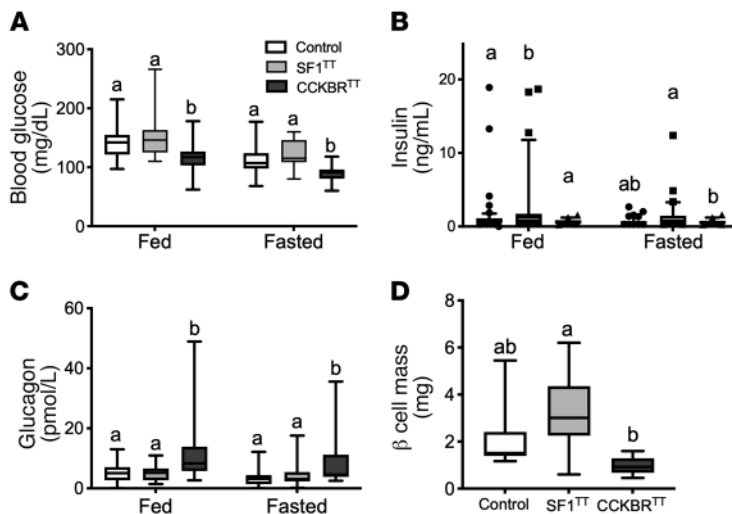 A
Blood glucose
(mg/dL)
300
200
100
0
a
a
b
a
a
b
Fed
Fasted
Control
SF1ᵀᵀ
CCKBRᵀᵀ
B
Insulin
(ng/mL)
20
10
0
a
b
a
ab
a
b
Fed
Fasted
C
Glucagon
(pmol/L)
60
40
20
0
a
a
b
a
a
b
Fed
Fasted
D
β cell mass
(mg)
8
6
4
2
0
ab
a
b
Control
SF1ᵀᵀ
CCKBRᵀᵀ